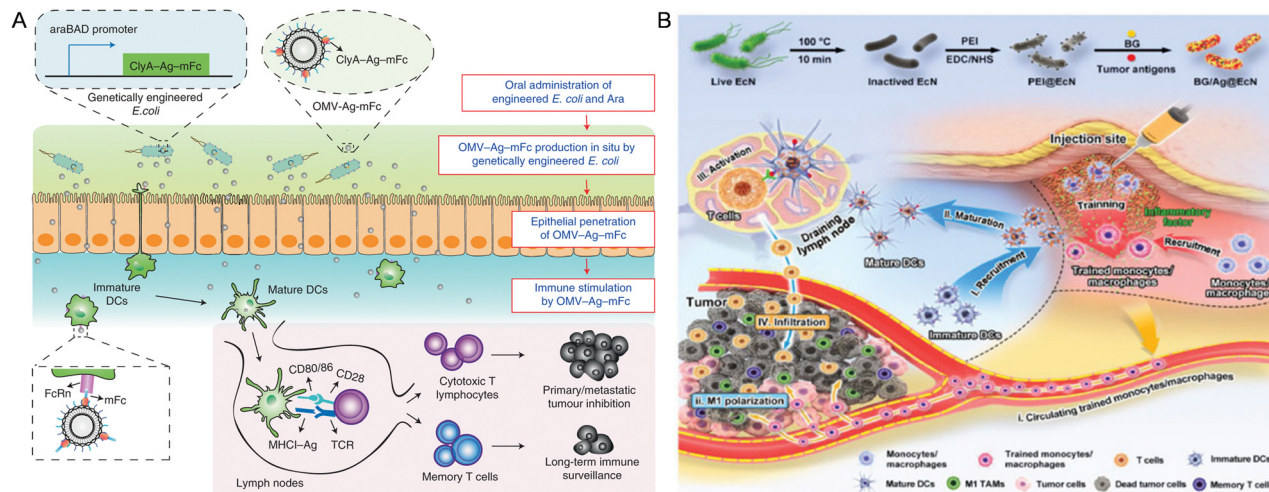 A
araBAD promoter
ClyA–Ag–mFc
Genetically engineered
E.coli
ClyA–Ag–mFc
OMV-Ag-mFc
Oral administration of
engineered E. coli and Ara
OMV–Ag–mFc production in situ by
genetically engineered E. coli
Epithelial penetration
of OMV–Ag–mFc
Immune stimulation
by OMV–Ag–mFc
Immature
DCs
Mature DCs
FcRn
mFc
CD80/86
CD28
MHCI–Ag
TCR
Lymph nodes
Cytotoxic T
lymphocytes
Primary/metastatic
tumour inhibition
Memory T cells
Long-term immune
surveillance
B
Live EcN
100 °C
10 min
Inactived EcN
PEI
EDC/NHS
PEI@EcN
BG
Tumor antigens
BG/Ag@EcN
Injection site
Trainning
Inflammatory
factor
Recruitment
Trained monocytes/
macrophages
Monocytes/
macrophages
III. Activation
T cells
Draining
lymph node
Mature DCs
II. Maturation
I. Recruitment
Immature DCs
Tumor
IV. Infiltration
ii. M1 polarization
i. Circulating trained monocytes/macrophages
Monocytes/
macrophages
Trained monocytes/
macrophages
T cells
Immature DCs
Mature DCs
M1 TAMs
Tumor cells
Dead tumor cells
Memory T cell